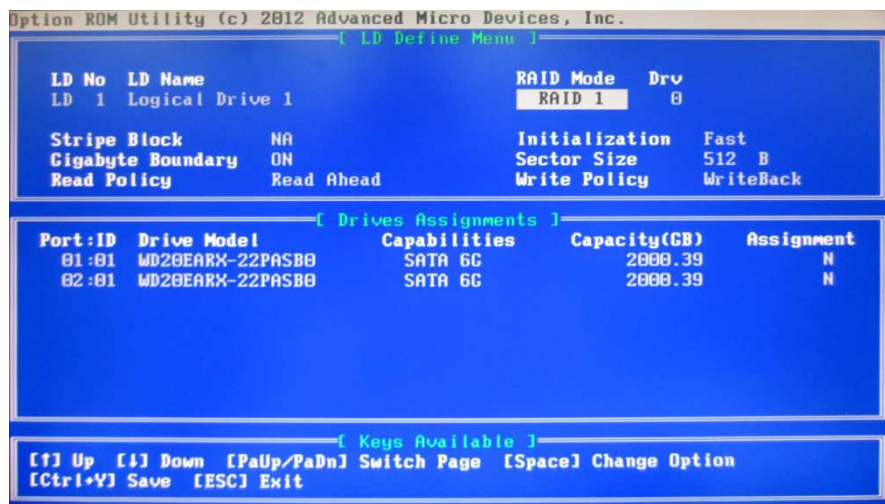 Option ROM Utility (c) 2012 Advanced Micro Devices, Inc.
[ LD Define Menu ]
LD No LD Name RAID Mode Drv
LD 1 Logical Drive 1 RAID 1 0
Stripe Block NA Initialization Fast
Gigabyte Boundary ON Sector Size 512 B
Read Policy Read Ahead Write Policy WriteBack
[ Drives Assignments ]
Port:ID Drive Model Capabilities Capacity(GB) Assignment
01:01 WD20EARX-22PASB0 SATA 6G 2000.39 N
02:01 WD20EARX-22PASB0 SATA 6G 2000.39 N
[ Keys Available ]
[↑] Up [↓] Down [PaUp/PaDn] Switch Page [Space] Change Option
[Ctrl+Y] Save [ESC] Exit